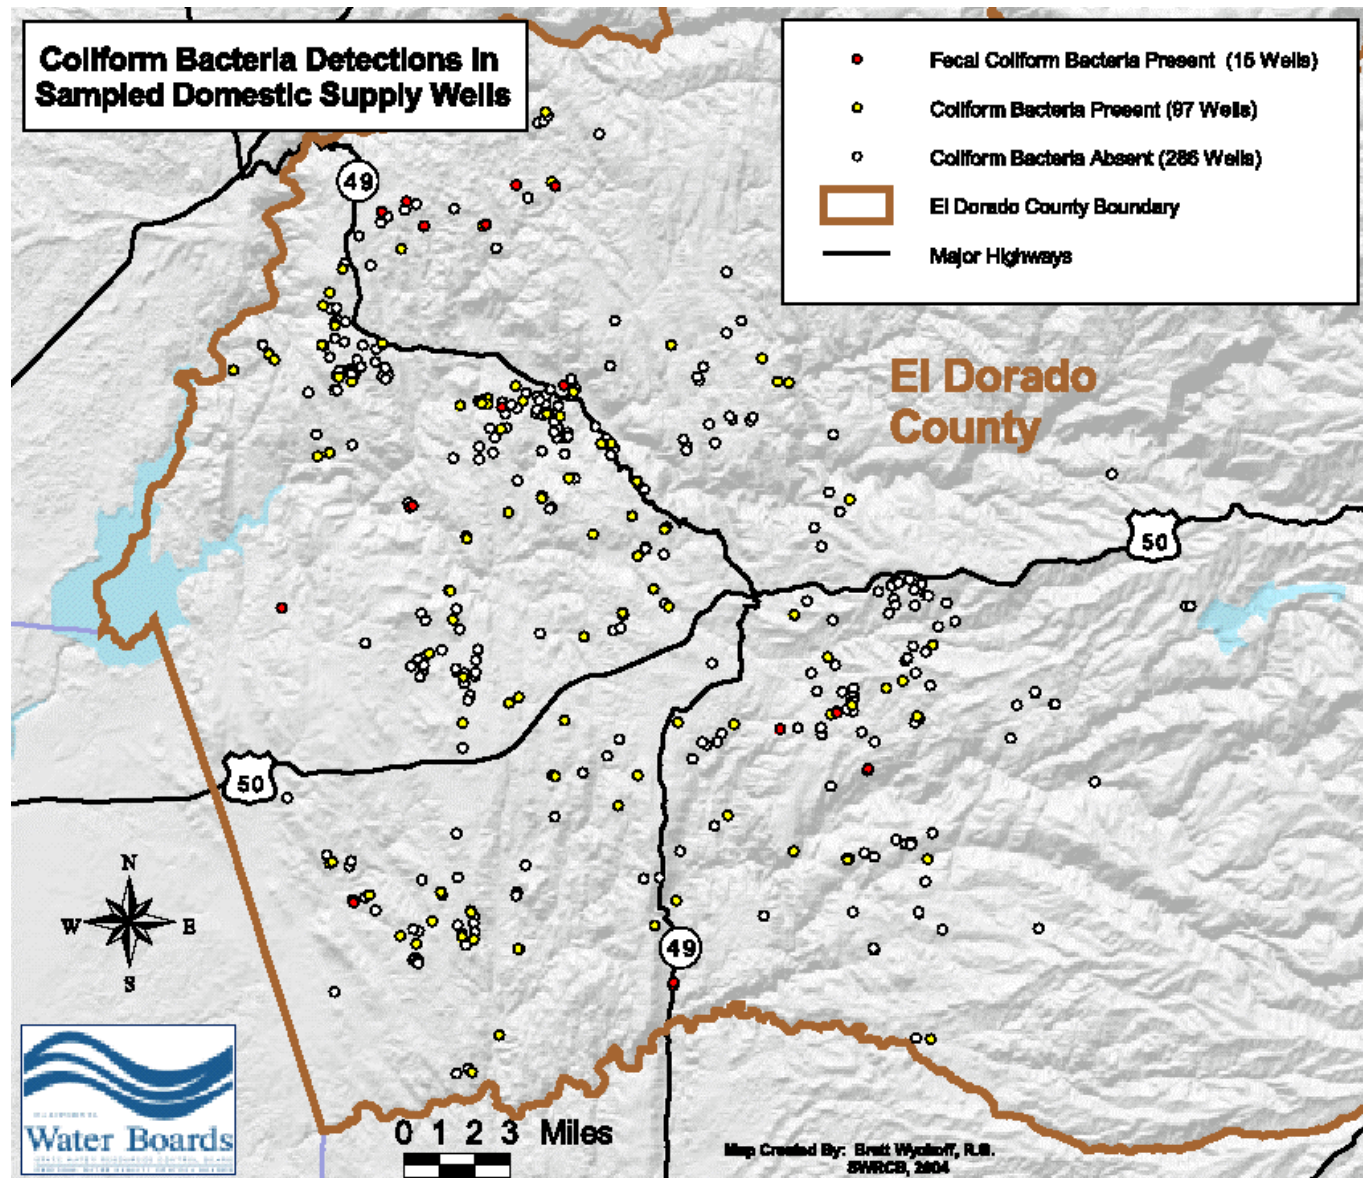 Coliform Bacteria Detections in
Sampled Domestic Supply Wells
Fecal Coliform Bacteria Present (15 Wells)
Coliform Bacteria Present (97 Wells)
Coliform Bacteria Absent (286 Wells)
El Dorado County Boundary
Major Highways
49
El Dorado
County
50
50
N
W E
S
49
Water Boards
0 1 2 3 Miles
Map Created By: Brett Wyckoff, R.G.
SWRCB, 2004